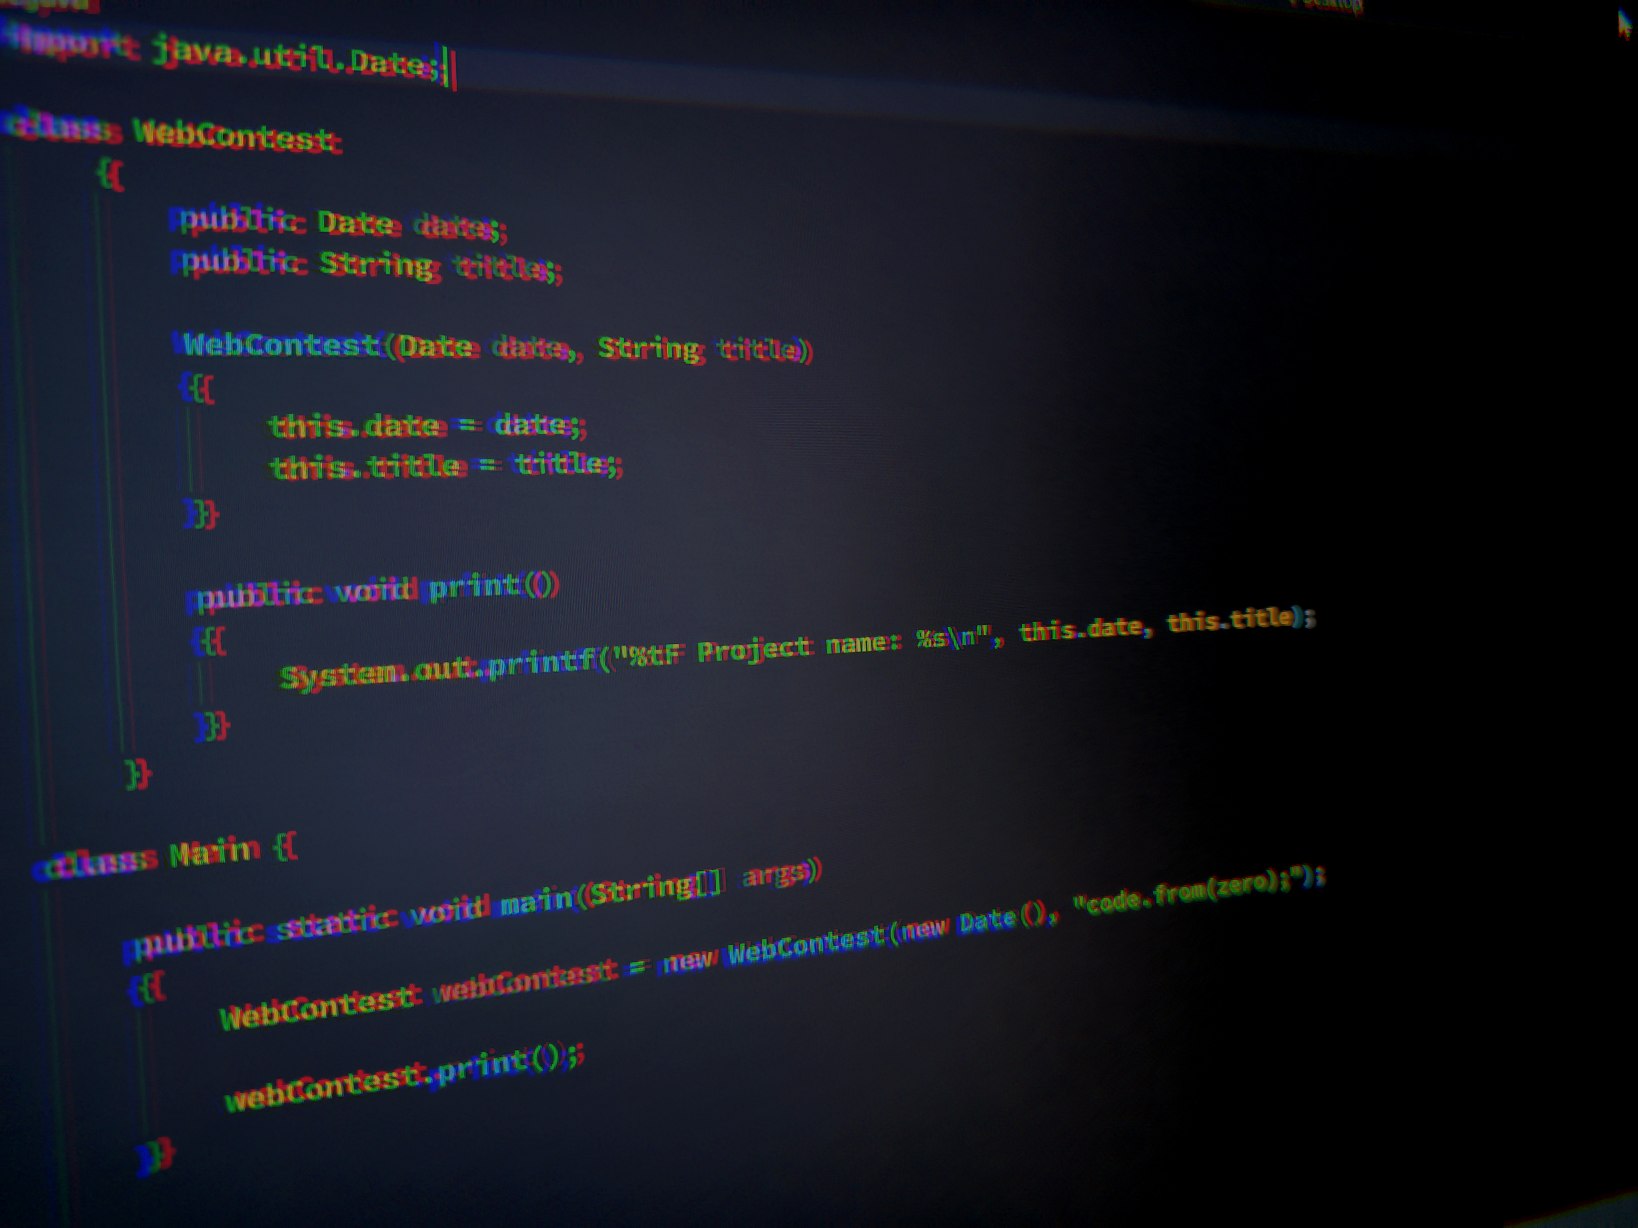 import java.util.Date;
class WebContest
{
public Date date;
public String title;
WebContest(Date date, String title)
{
this.date = date;
this.title = title;
}
public void print()
{
System.out.printf("%tF Project name: %s\n", this.date, this.title);
}
}
class Main {
public static void main(String[] args)
{
WebContest webContest = new WebContest(new Date(), "code.from(zero);");
webContest.print();
}